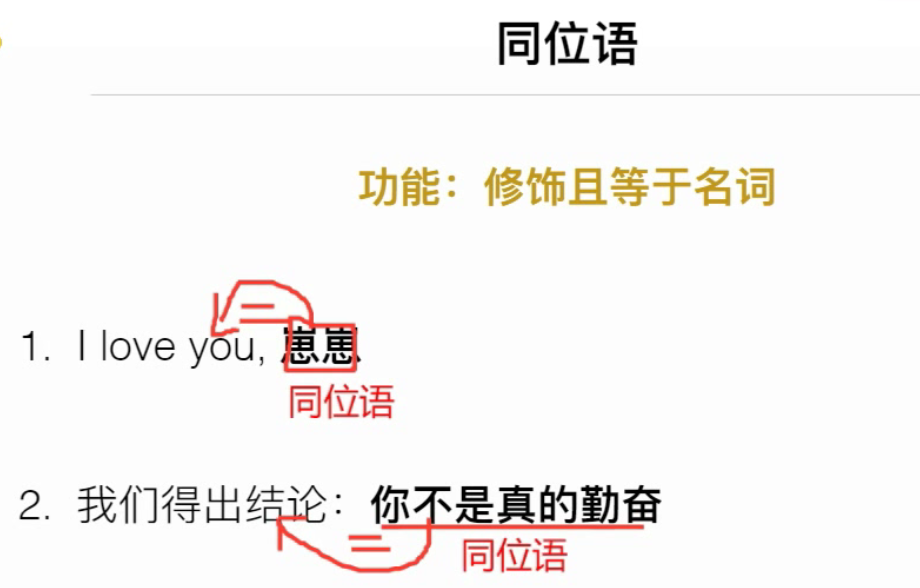 同位语
功能：修饰且等于名词
1. I love you, 崽崽
同位语
2. 我们得出结论：你不是真的勤奋
同位语